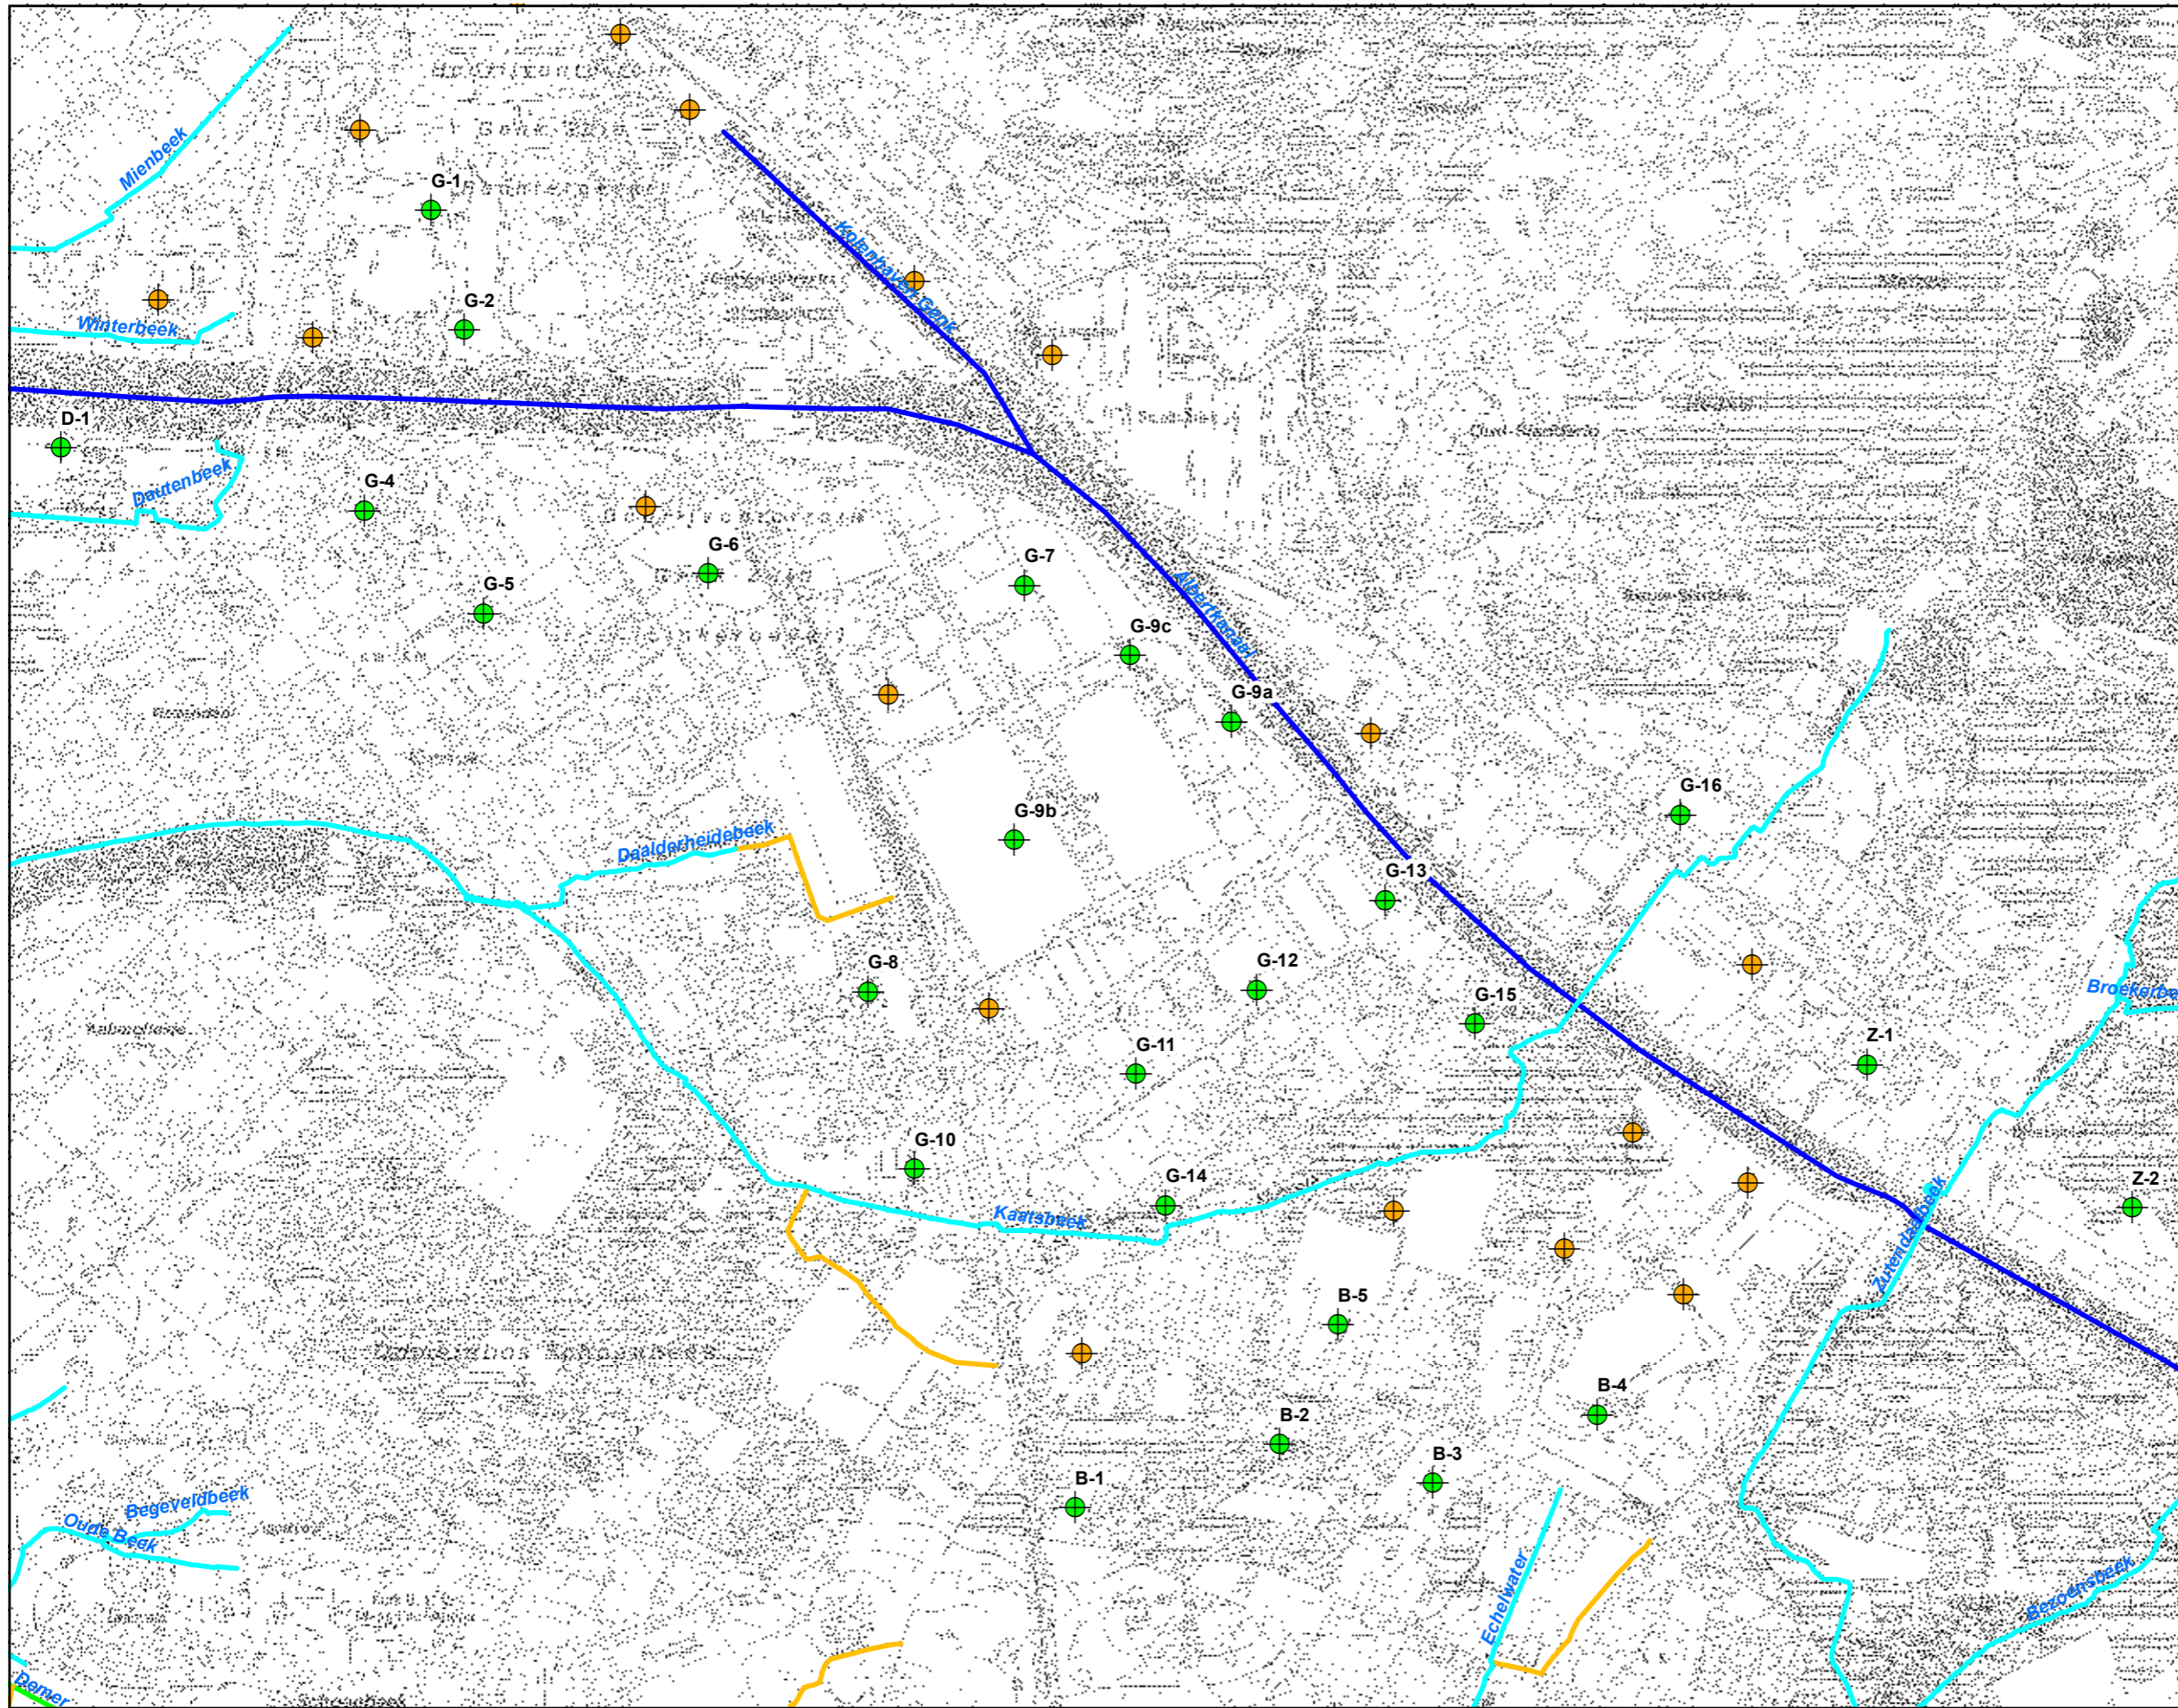 Mienbeek
G-1
Kolenhaven Genk
G-2
Winterbeek
D-1
Dautenbeek
G-4
G-6
G-7
G-5
Albertkanaal
G-9c
G-9a
G-16
G-9b
Daalderheidebeek
G-13
G-8
G-12
G-15
Broekerbe
G-11
Z-1
G-10
G-14
Kaatsbeek
Zutendaalbeek
Z-2
B-5
B-4
B-2
B-3
B-1
Begeveldbeek
Oude Beek
Echelwater
Bezoensbeek
Demer